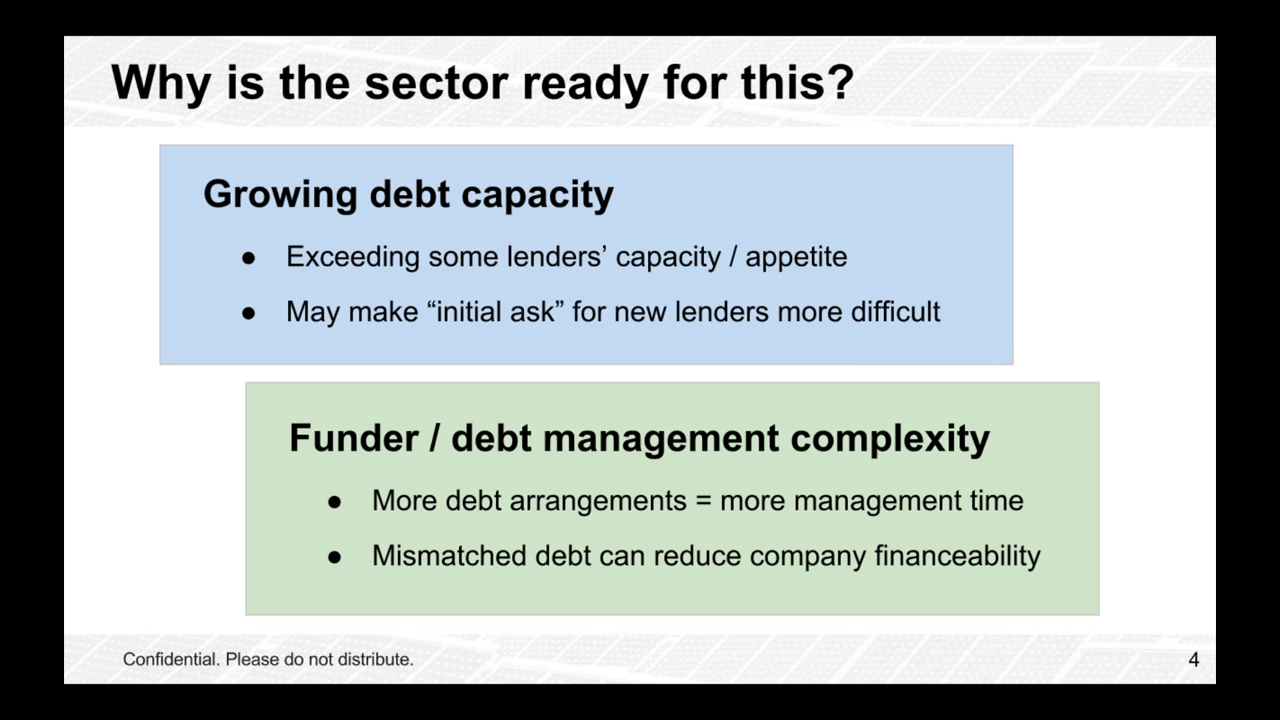 Why is the sector ready for this?
Growing debt capacity
● Exceeding some lenders’ capacity / appetite
● May make “initial ask” for new lenders more difficult
Funder / debt management complexity
● More debt arrangements = more management time
● Mismatched debt can reduce company financeability
Confidential. Please do not distribute.
4